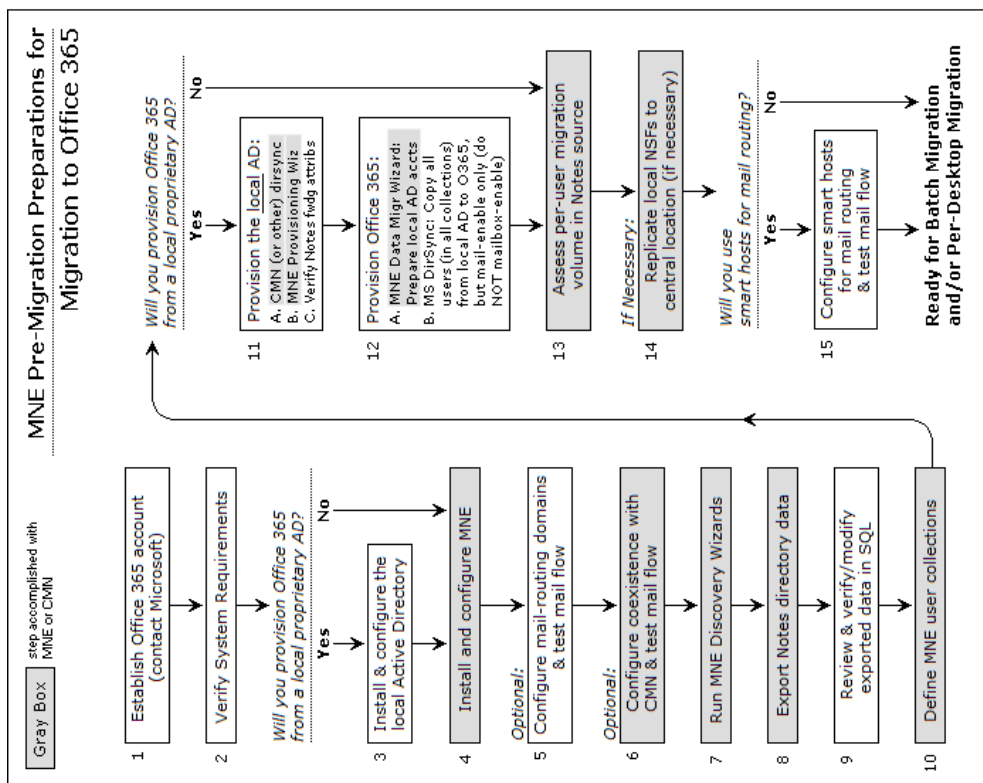 MNE Pre-Migration Preparations for
Migration to Office 365
Gray Box
step accomplished with
MNE or CMN
1
Establish Office 365 account
(contact Microsoft)
2
Verify System Requirements
Will you provision Office 365
from a local proprietary AD?
Yes
No
3
Install & configure the
local Active Directory
4
Install and configure MNE
Optional:
5
Configure mail-routing domains
& test mail flow
Optional:
6
Configure coexistence with
CMN & test mail flow
7
Run MNE Discovery Wizards
8
Export Notes directory data
9
Review & verify/modify
exported data in SQL
10
Define MNE user collections
Will you provision Office 365
from a local proprietary AD?
Yes
No
11
Provision the local AD:
A. CMN (or other) dirsync
B. MNE Provisioning Wiz
C. Verify Notes fwdg attribs
12
Provision Office 365:
A. MNE Data Migr Wizard:
Prepare local AD accts
B. MS DirSync: Copy all
users (in all collections)
from local AD to O365,
but mail-enable only (do
NOT mailbox-enable)
13
Assess per-user migration
volume in Notes source
If Necessary:
14
Replicate local NSFs to
central location (if necessary)
Will you use
smart hosts for mail routing?
Yes
No
15
Configure smart hosts
for mail routing
& test mail flow
Ready for Batch Migration
and/or Per-Desktop Migration